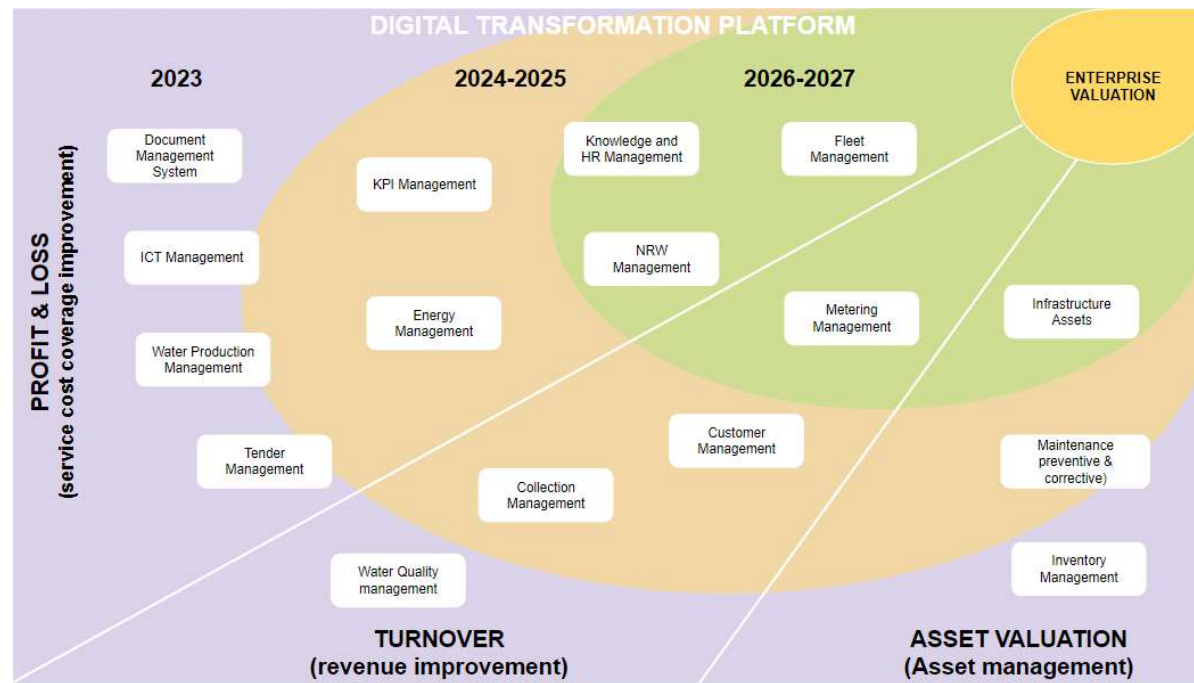 DIGITAL TRANSFORMATION PLATFORM
2023
2024-2025
2026-2027
ENTERPRISE
VALUATION
PROFIT & LOSS
(service cost coverage improvement)
Document
Management
System
KPI Management
Knowledge and
HR Management
Fleet
Management
ICT Management
NRW
Management
Energy
Management
Metering
Management
Infrastructure
Assets
Water Production
Management
Tender
Management
Customer
Management
Maintenance
preventive &
corrective)
Collection
Management
Water Quality
management
Inventory
Management
TURNOVER
(revenue improvement)
ASSET VALUATION
(Asset management)